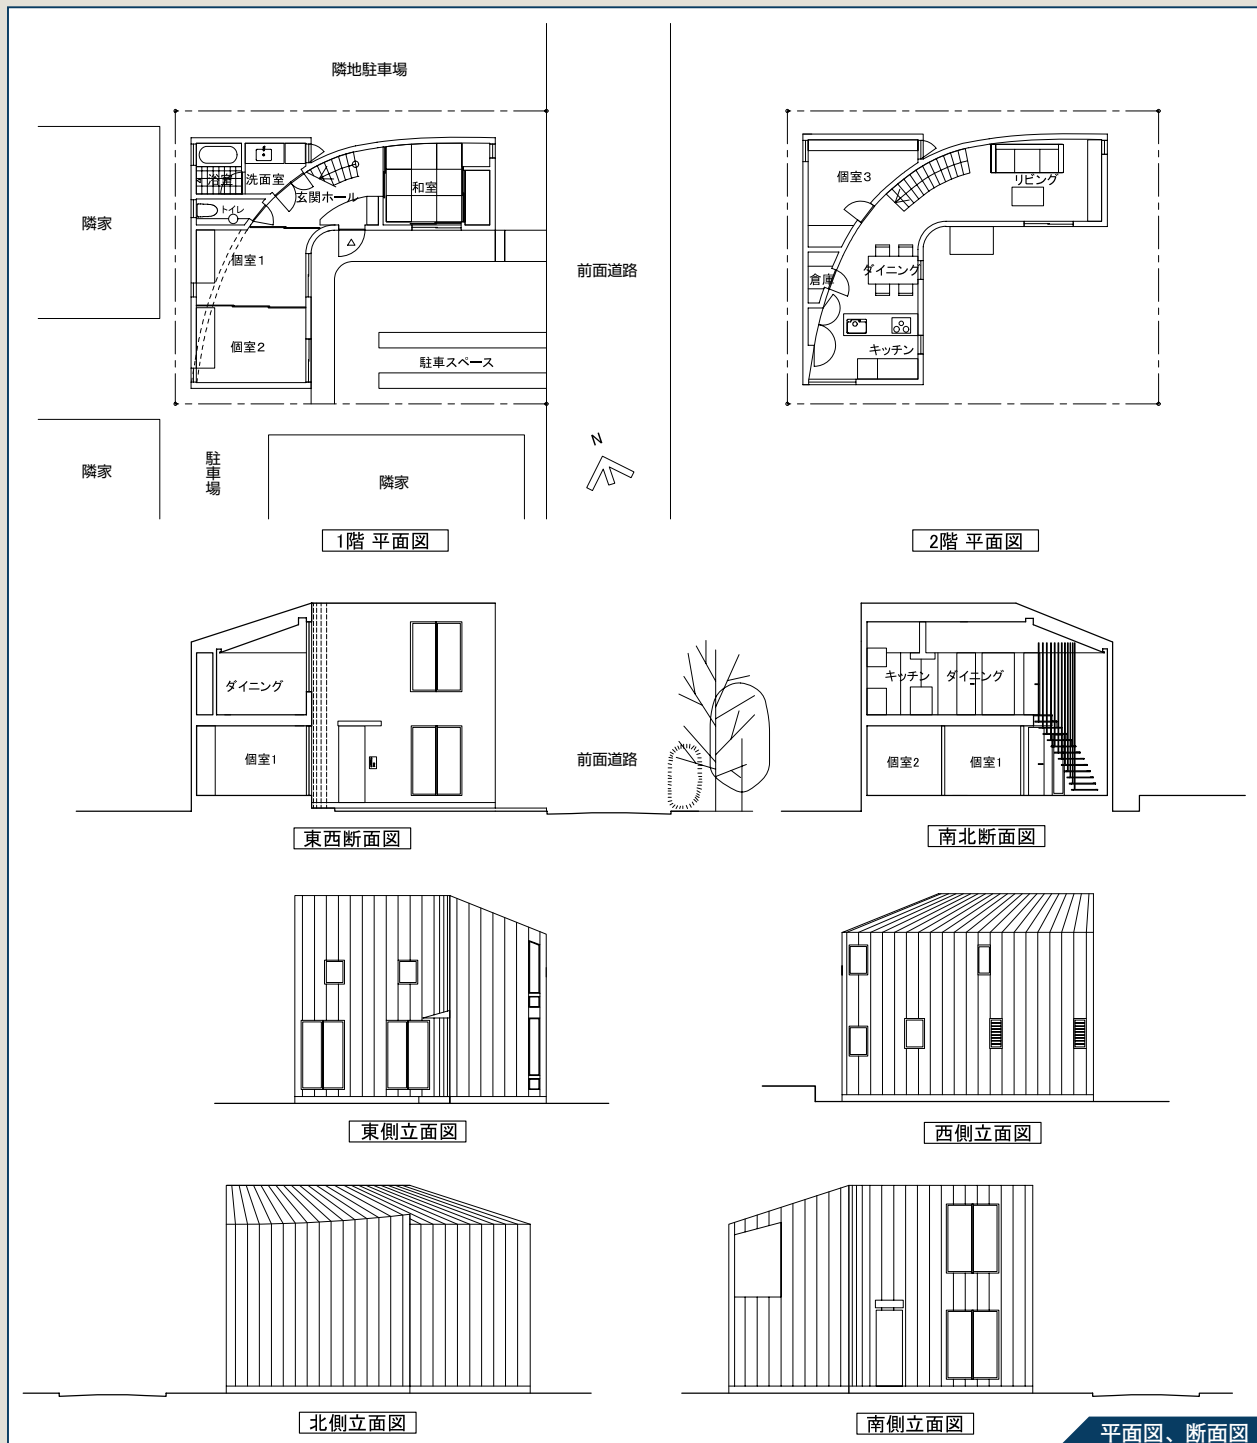 隣地駐車場
浴室
洗面室
トイレ
玄関ホール
和室
隣家
個室1
個室2
前面道路
駐車スペース
隣家
駐車場
隣家
N
1階 平面図
個室3
リビング
倉庫
ダイニング
キッチン
2階 平面図
ダイニング
個室1
前面道路
東西断面図
キッチン
ダイニング
個室2
個室1
南北断面図
東側立面図
西側立面図
北側立面図
南側立面図
平面図、断面図